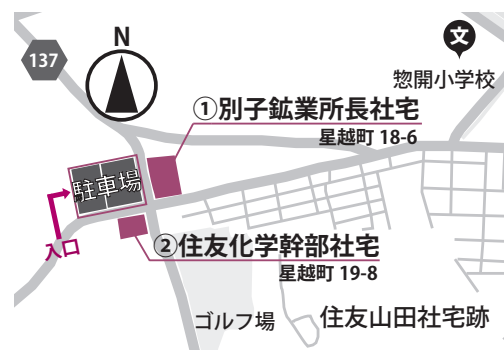 137
N
文
惣開小学校
①別子鉱業所長社宅
星越町 18-6
駐車場
入口
②住友化学幹部社宅
星越町 19-8
ゴルフ場
住友山田社宅跡